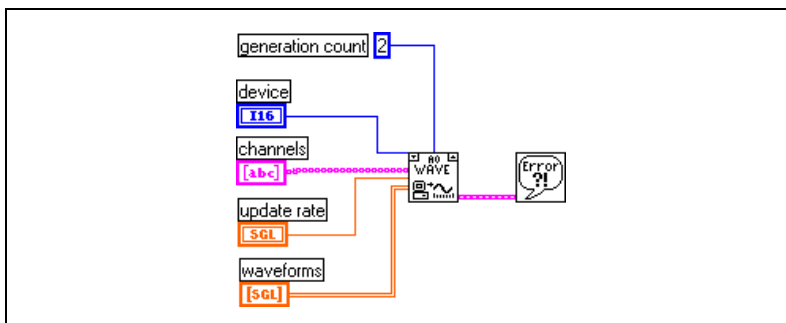 generation count 2
device
I16
AO
channels
WAVE
Error
[abc]
?!
update rate
SGL
waveforms
[SGL]